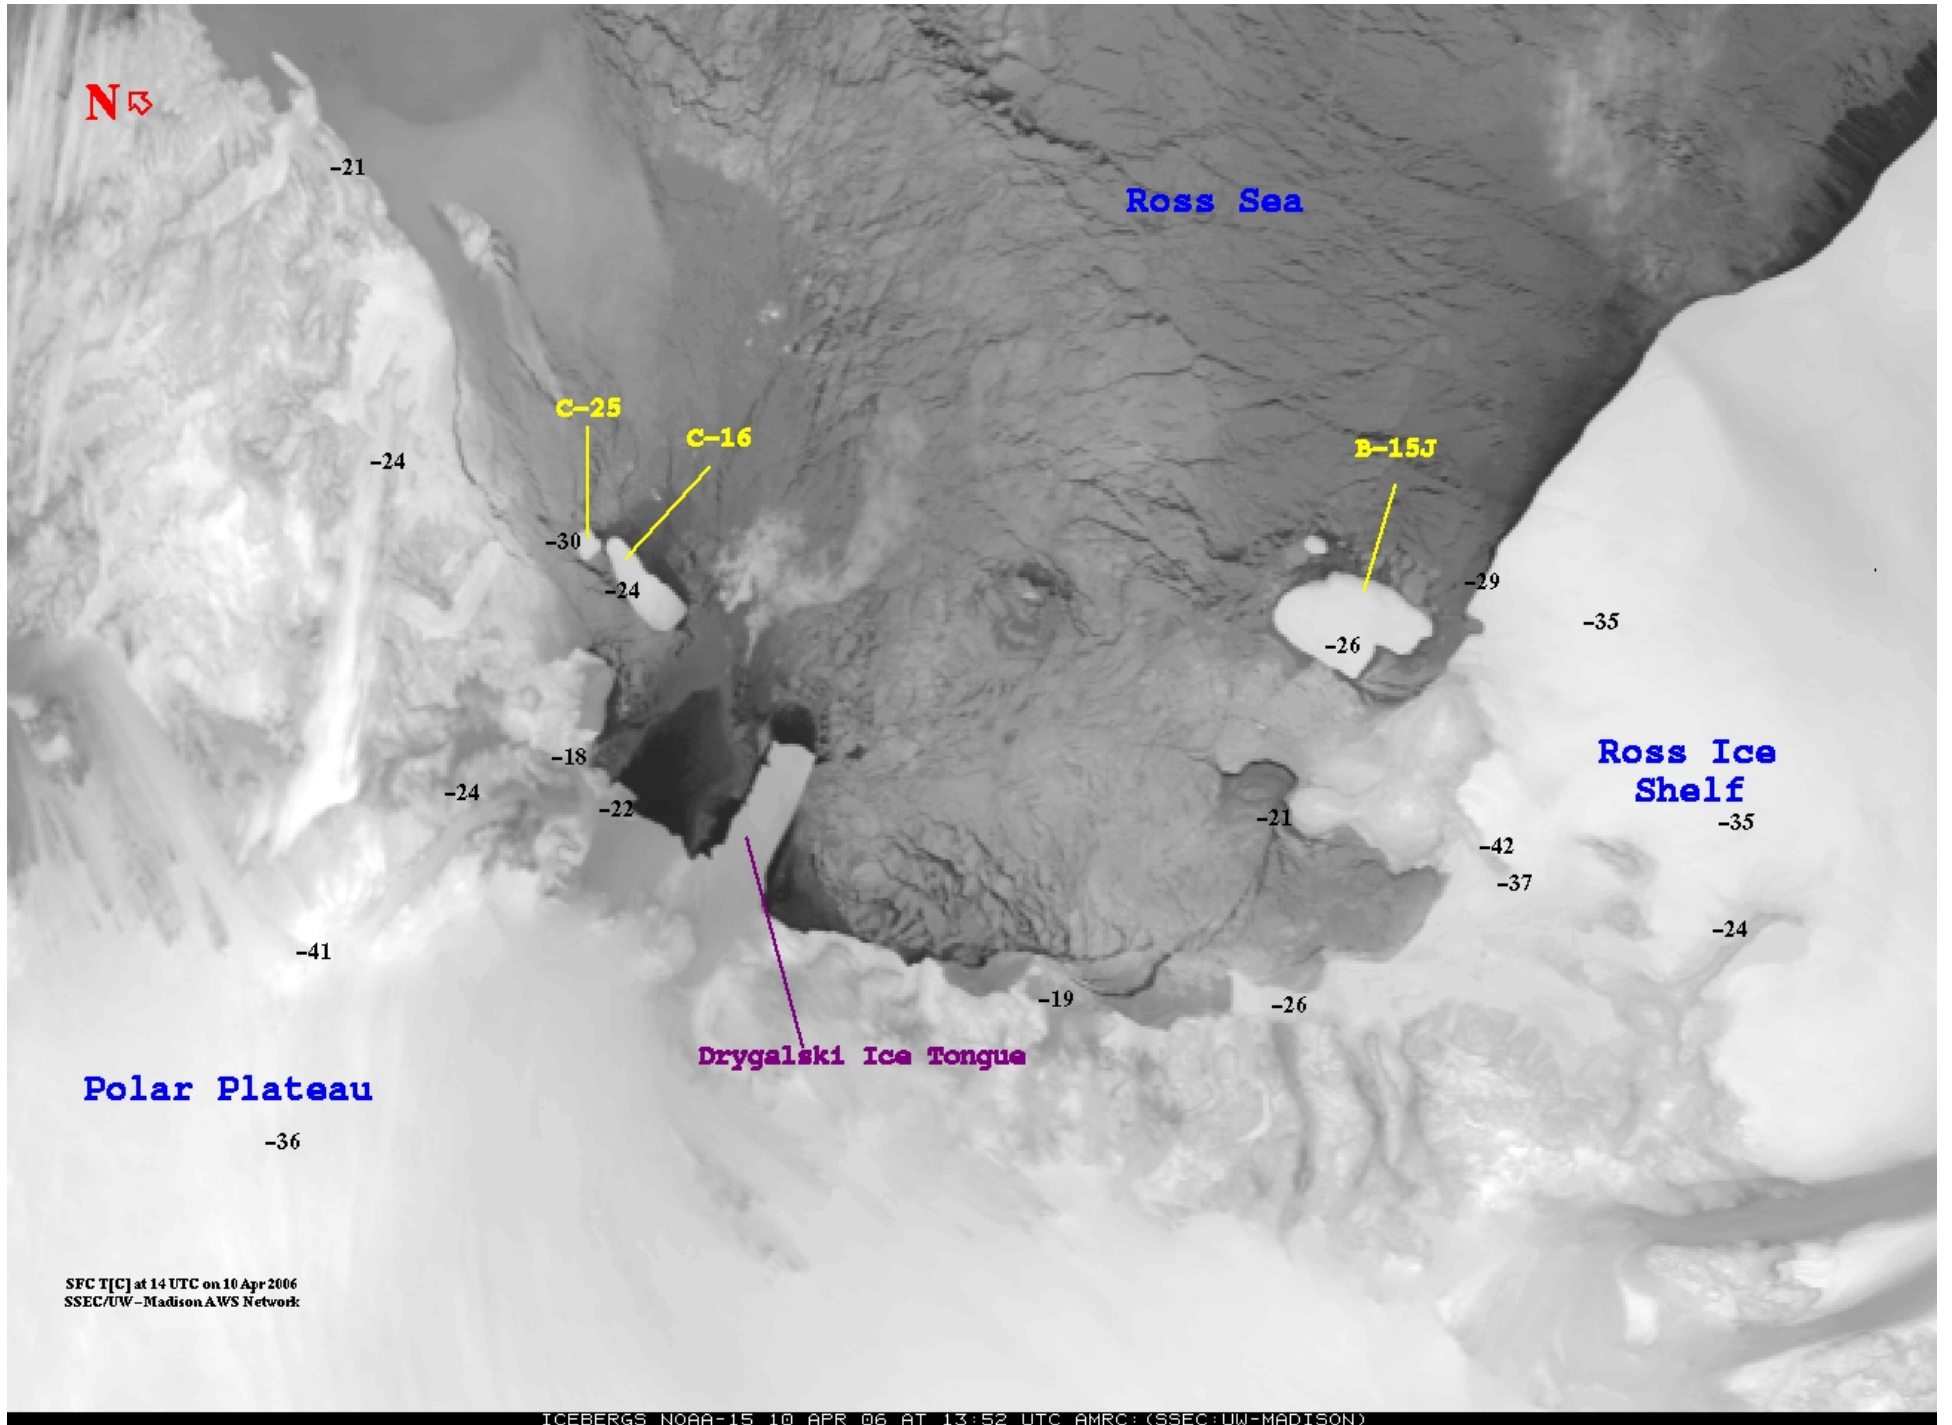 N
-21
Ross Sea
C-25
C-16
B-15J
-24
-30
-24
-29
-35
-26
-18
Ross Ice
Shelf
-24
-22
-21
-35
-42
-37
-24
-41
-19
-26
Drygalski Ice Tongue
Polar Plateau
-36
SFC T[C] at 14 UTC on 10 Apr 2006
SSEC/UW-Madison AWS Network
ICEBERGS NOAA-15 10 APR 06 AT 13:52 UTC AMRC:(SSEC:UW-MADISON)